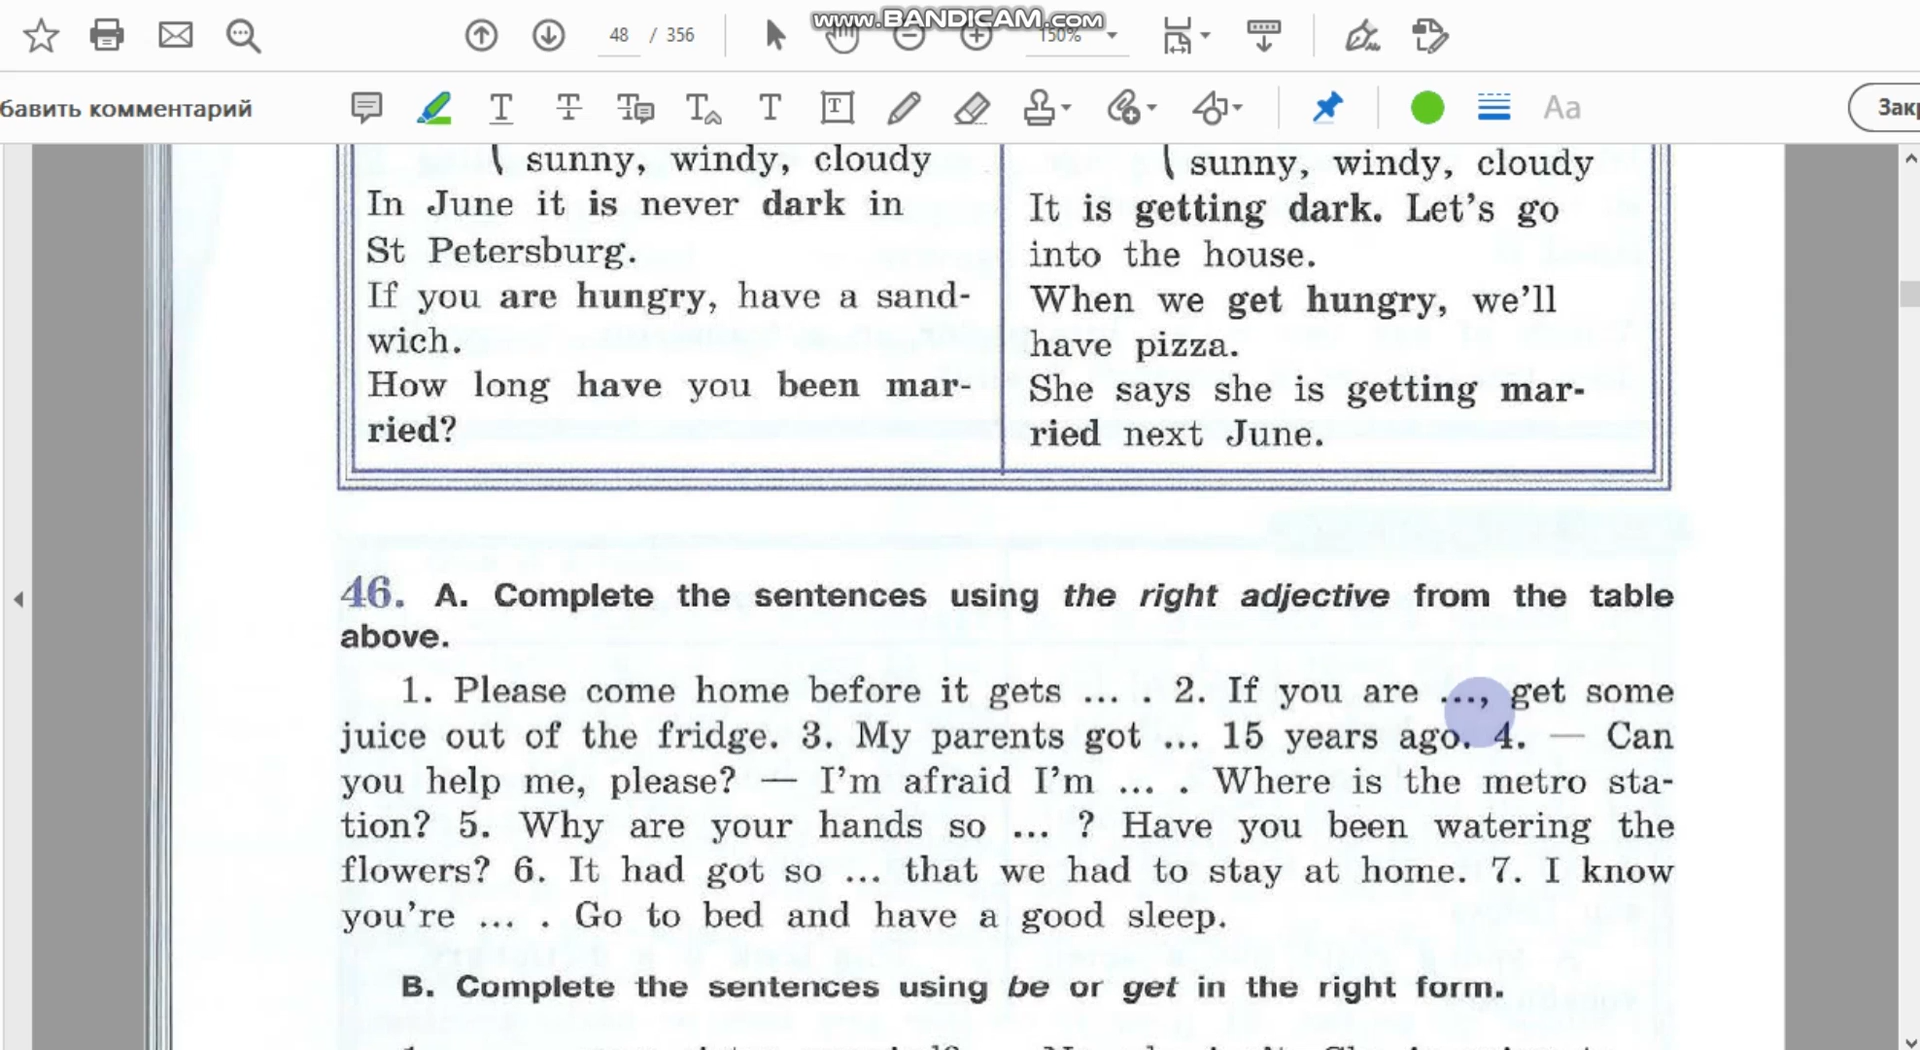 www.BANDICAM.com
48 / 356
150%
бавить комментарий
Aa
Закр
sunny, windy, cloudy
In June it is never dark in
St Petersburg.
If you are hungry, have a sand-
wich.
How long have you been mar-
ried?
sunny, windy, cloudy
It is getting dark. Let's go
into the house.
When we get hungry, we'll
have pizza.
She says she is getting mar-
ried next June.
46. A. Complete the sentences using the right adjective from the table
above.
1. Please come home before it gets ... . 2. If you are ..., get some
juice out of the fridge. 3. My parents got ... 15 years ago. 4. — Can
you help me, please? — I'm afraid I'm ... . Where is the metro sta-
tion? 5. Why are your hands so ... ? Have you been watering the
flowers? 6. It had got so ... that we had to stay at home. 7. I know
you're ... . Go to bed and have a good sleep.
B. Complete the sentences using be or get in the right form.